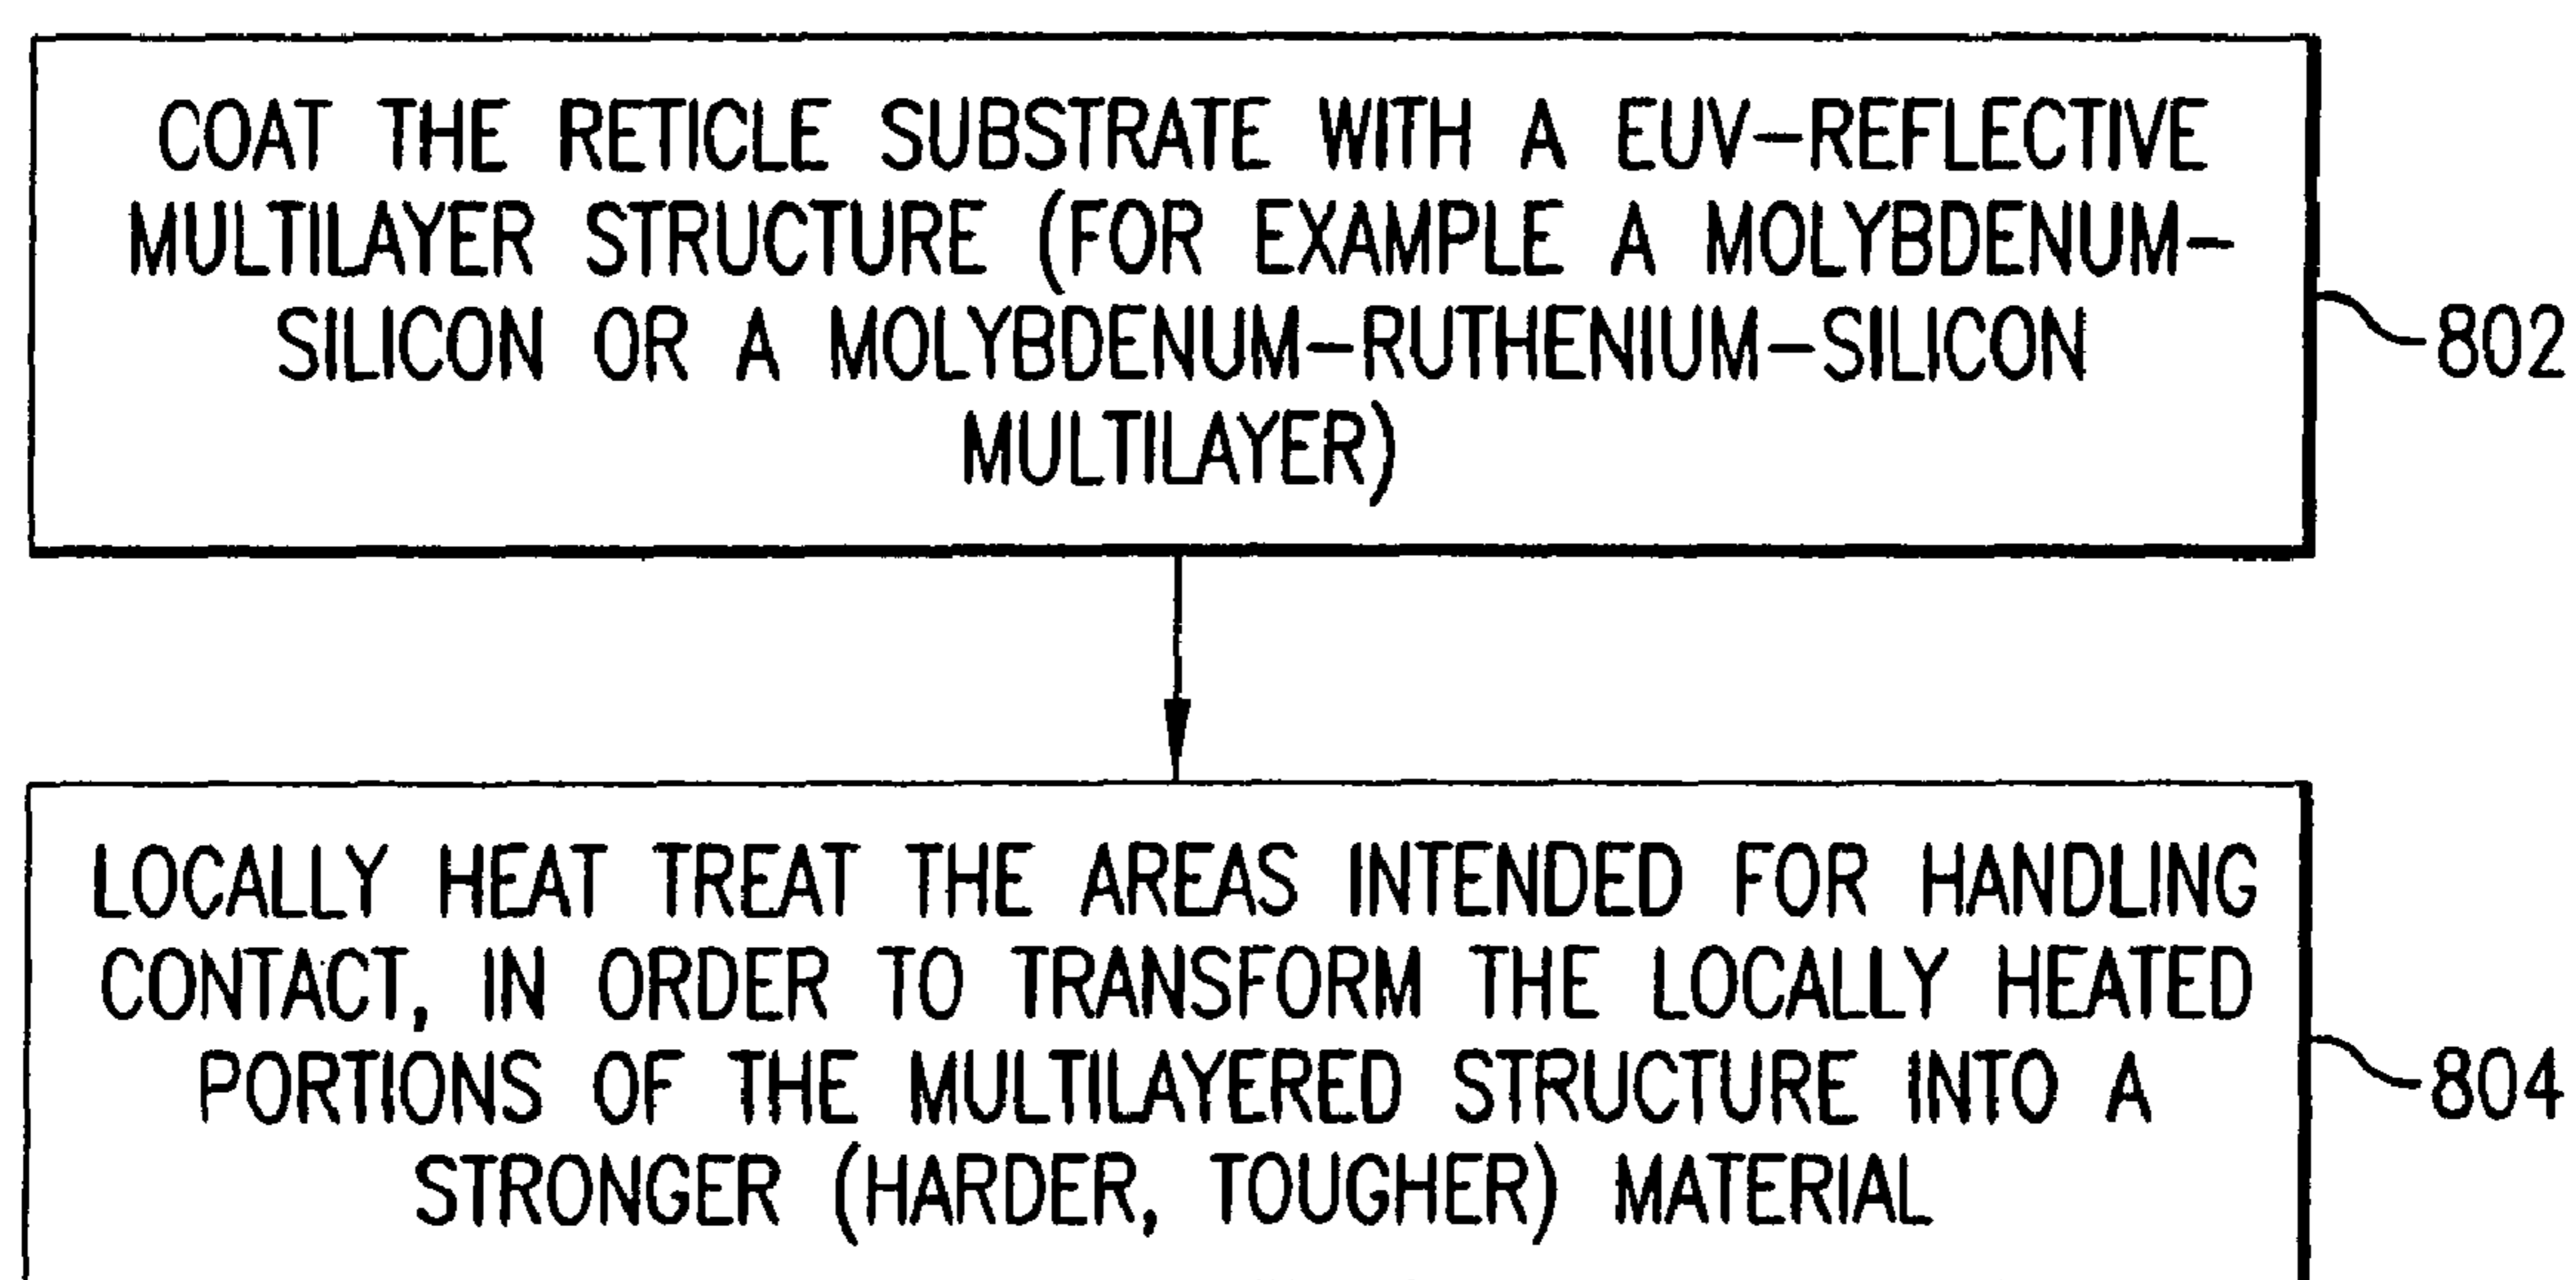 COAT THE RETICLE SUBSTRATE WITH A EUV-REFLECTIVE
MULTILAYER STRUCTURE (FOR EXAMPLE A MOLYBDENUM-
SILICON OR A MOLYBDENUM-RUTHENIUM-SILICON
MULTILAYER)
802
LOCALLY HEAT TREAT THE AREAS INTENDED FOR HANDLING
CONTACT, IN ORDER TO TRANSFORM THE LOCALLY HEATED
PORTIONS OF THE MULTILAYERED STRUCTURE INTO A
STRONGER (HARDER, TOUGHER) MATERIAL
804